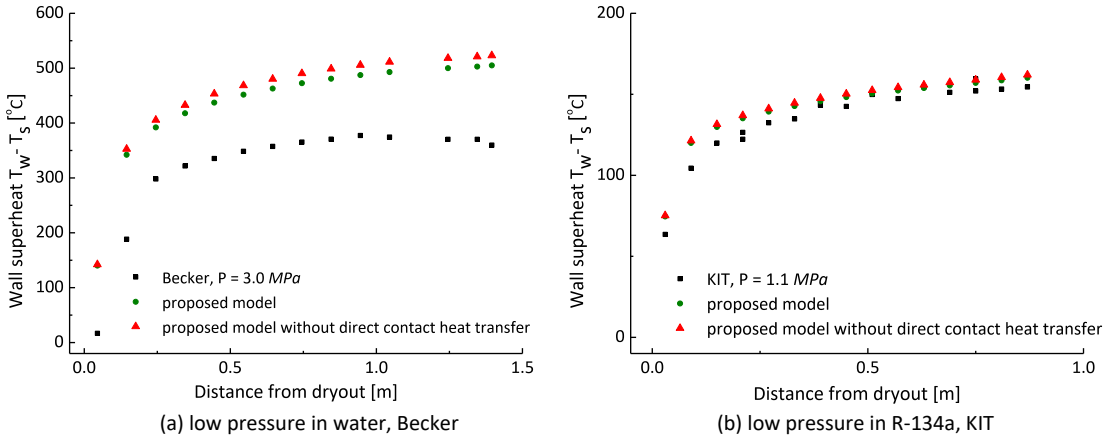 600
500
400
300
200
100
0
Wall superheat T_W- T_S [°C]
Becker, P = 3.0 MPa
proposed model
proposed model without direct contact heat transfer
0.0 0.5 1.0 1.5
Distance from dryout [m]
(a) low pressure in water, Becker
200
100
0
Wall superheat T_W- T_S [°C]
KIT, P = 1.1 MPa
proposed model
proposed model without direct contact heat transfer
0.0 0.5 1.0
Distance from dryout [m]
(b) low pressure in R-134a, KIT